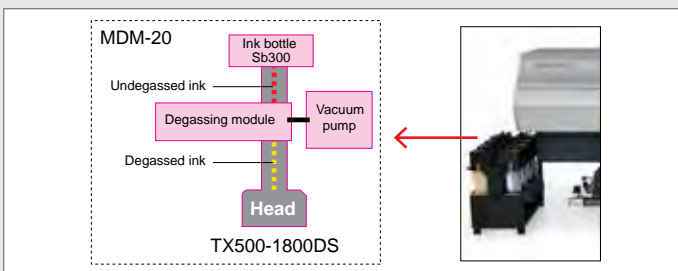 MDM-20
Ink bottle
Sb300
Undegassed ink
Degassing module
Vacuum
pump
Degassed ink
Head
TX500-1800DS